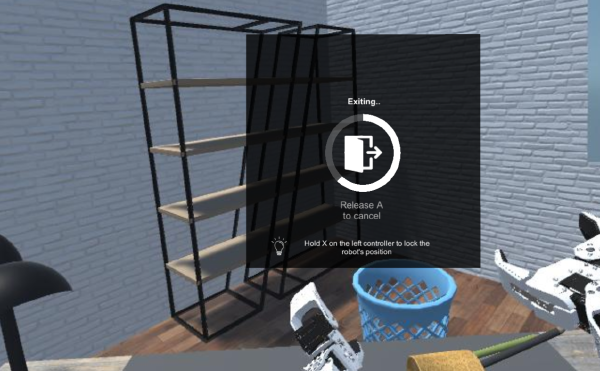 Exiting..
Release A
to cancel
Hold X on the left controller to lock the
robot's position